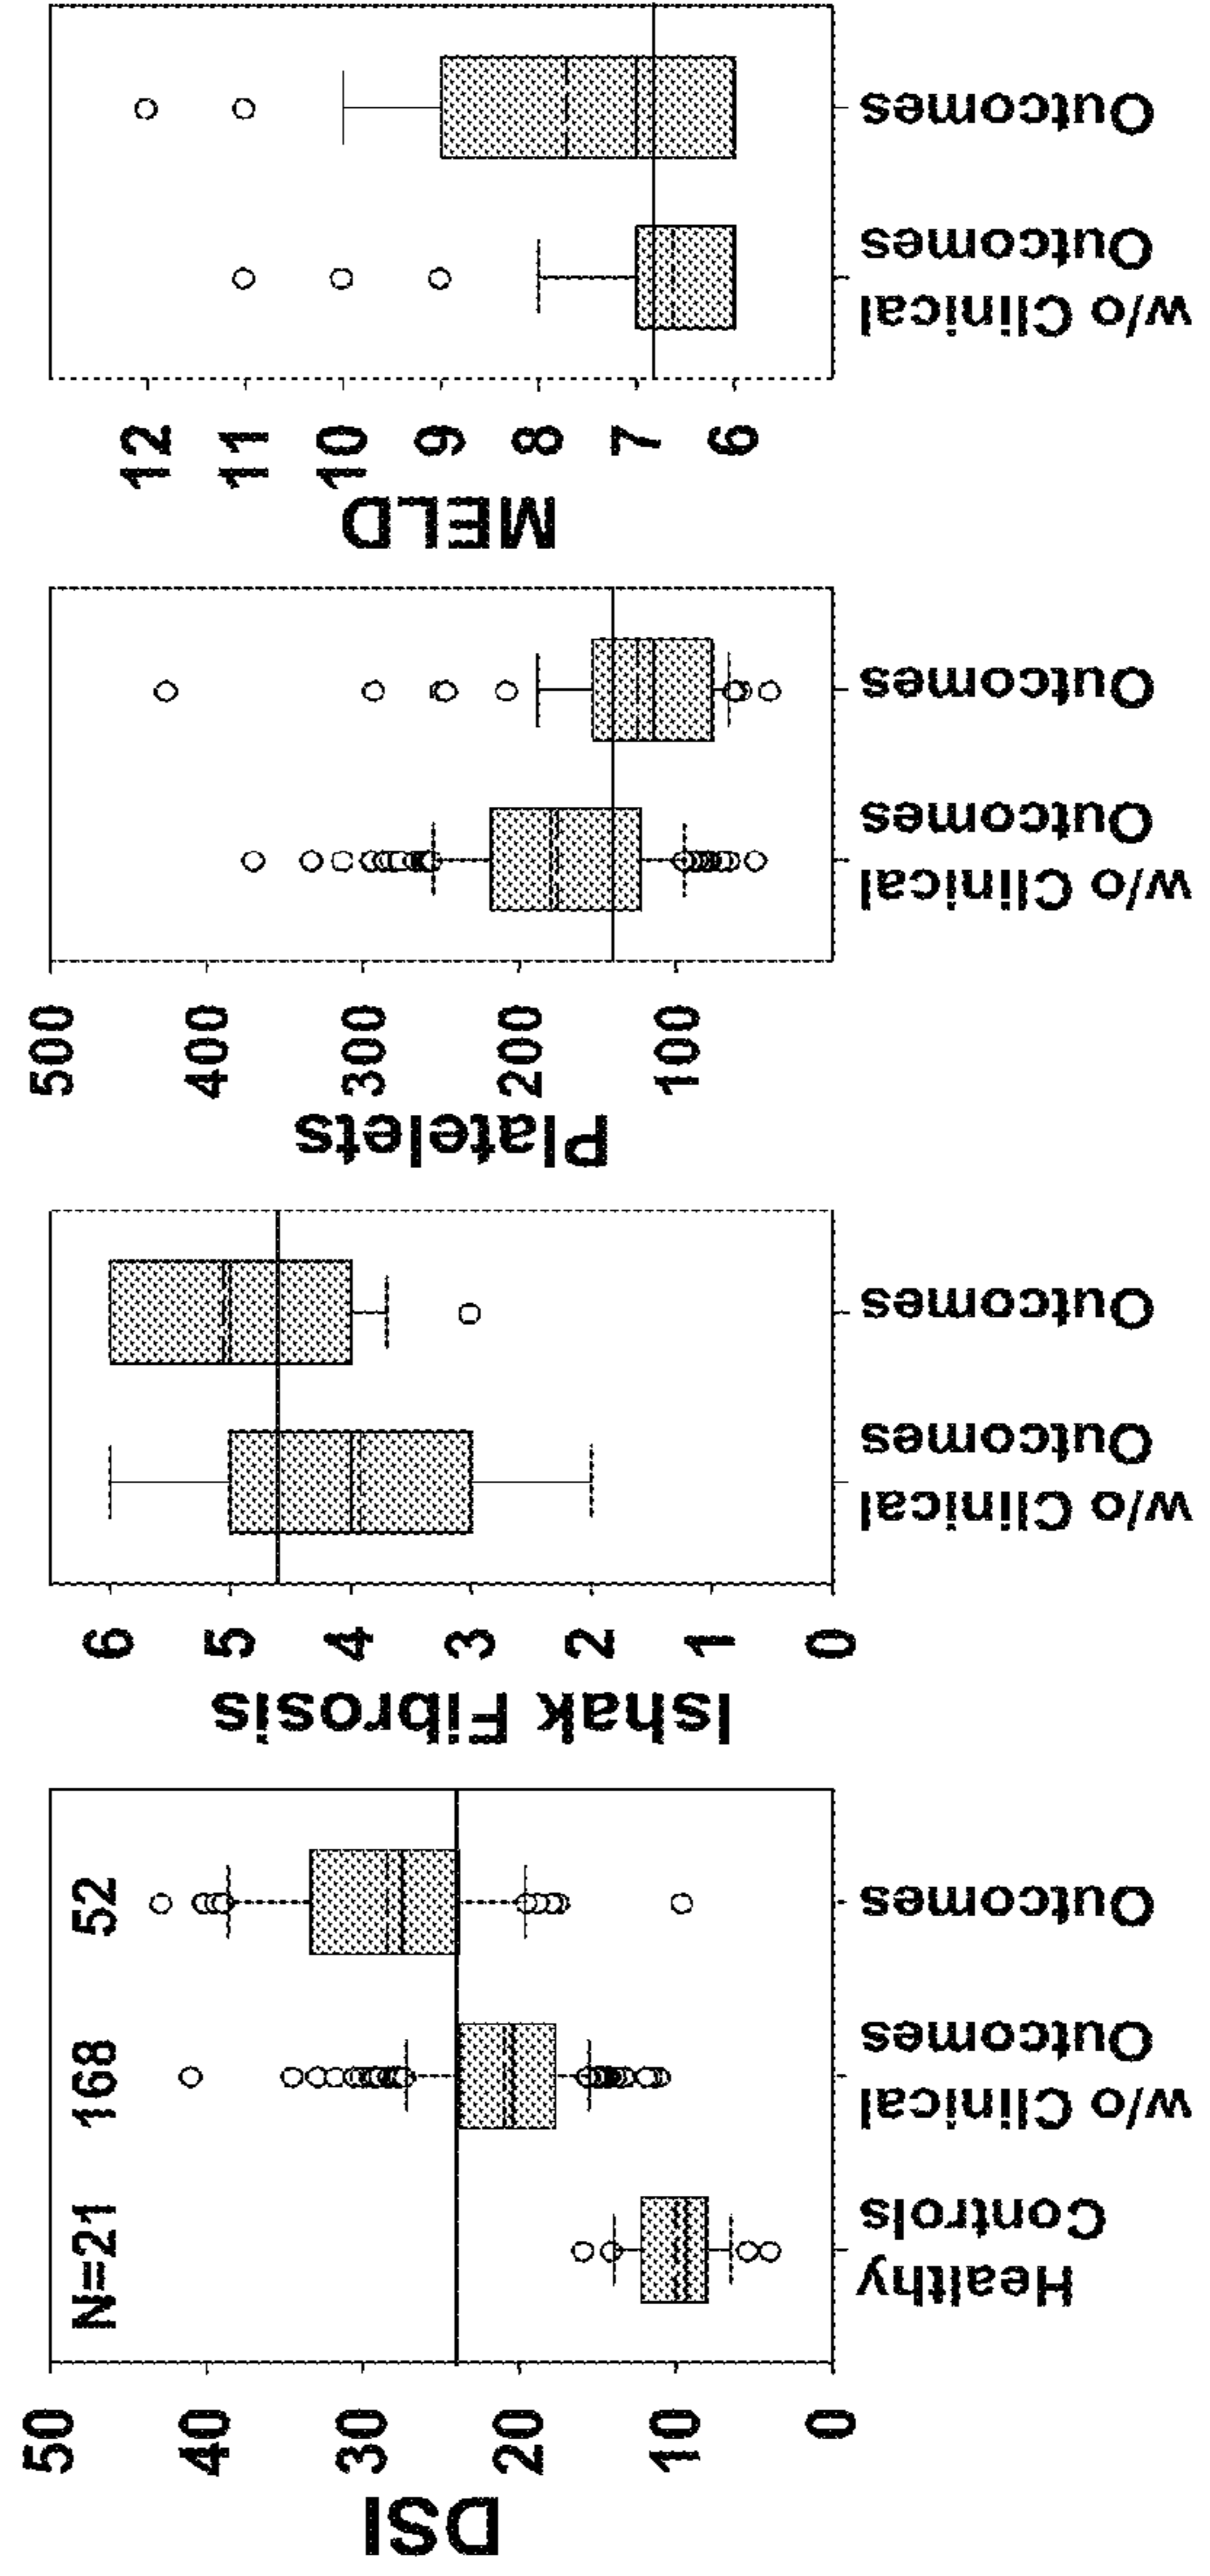 DSI
50
40
30
20
10
0
N=21
168
52
Healthy
Controls
w/o Clinical
Outcomes
Outcomes
Ishak Fibrosis
6
5
4
3
2
1
0
w/o Clinical
Outcomes
Outcomes
Platelets
500
400
300
200
100
w/o Clinical
Outcomes
Outcomes
MELD
12
11
10
9
8
7
6
w/o Clinical
Outcomes
Outcomes